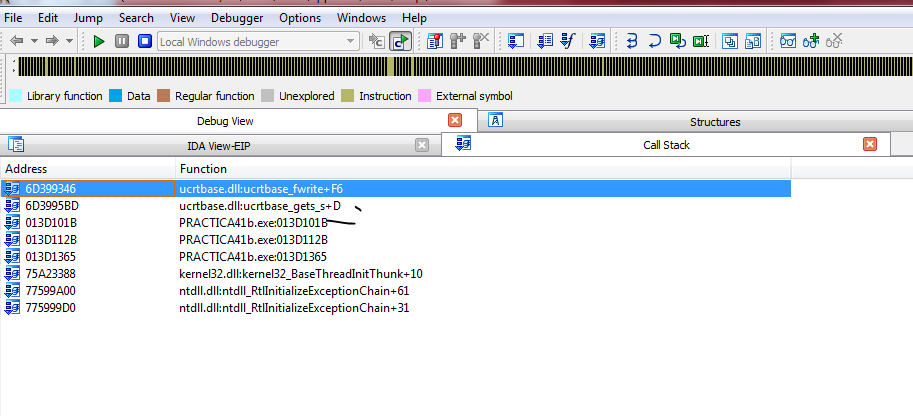 File Edit Jump Search View Debugger Options Windows Help
Local Windows debugger
Library function Data Regular function Unexplored Instruction External symbol
Debug View Structures
IDA View-EIP Call Stack
Address Function
6D399346 ucrtbase.dll:ucrtbase_fwrite+F6
6D3995BD ucrtbase.dll:ucrtbase_gets_s+D
013D101B PRACTICA41b.exe:013D101B
013D112B PRACTICA41b.exe:013D112B
013D1365 PRACTICA41b.exe:013D1365
75A23388 kernel32.dll:kernel32_BaseThreadInitThunk+10
77599A00 ntdll.dll:ntdll_RtlInitializeExceptionChain+61
775999D0 ntdll.dll:ntdll_RtlInitializeExceptionChain+31